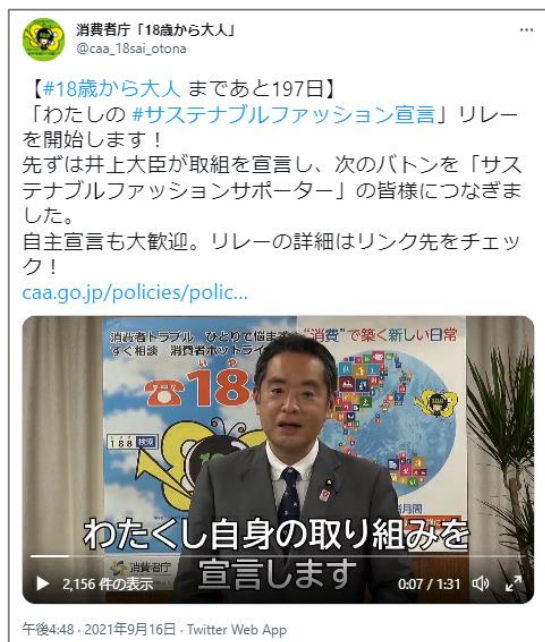 消費者庁「18歳から大人」
@caa_18sai_otona
【#18歳から大人 まであと197日】
「わたしの #サステナブルファッション宣言」リレー
を開始します！
先ずは井上大臣が取組を宣言し、次のバトンを「サス
テナブルファッションサポーター」の皆様につなぎま
した。
自主宣言も大歓迎。リレーの詳細はリンク先をチェッ
ク！
caa.go.jp/policies/polic…
消費者トラブル ひとりで悩まず
"消費"で築く新しい日常
すぐ相談 消費者ホットライ
いや
☎18
188 検索
わたくし自身の取り組みを
宣言します
消費者庁
2,156 件の表示
0:07 / 1:31
午後4:48 · 2021年9月16日 · Twitter Web App